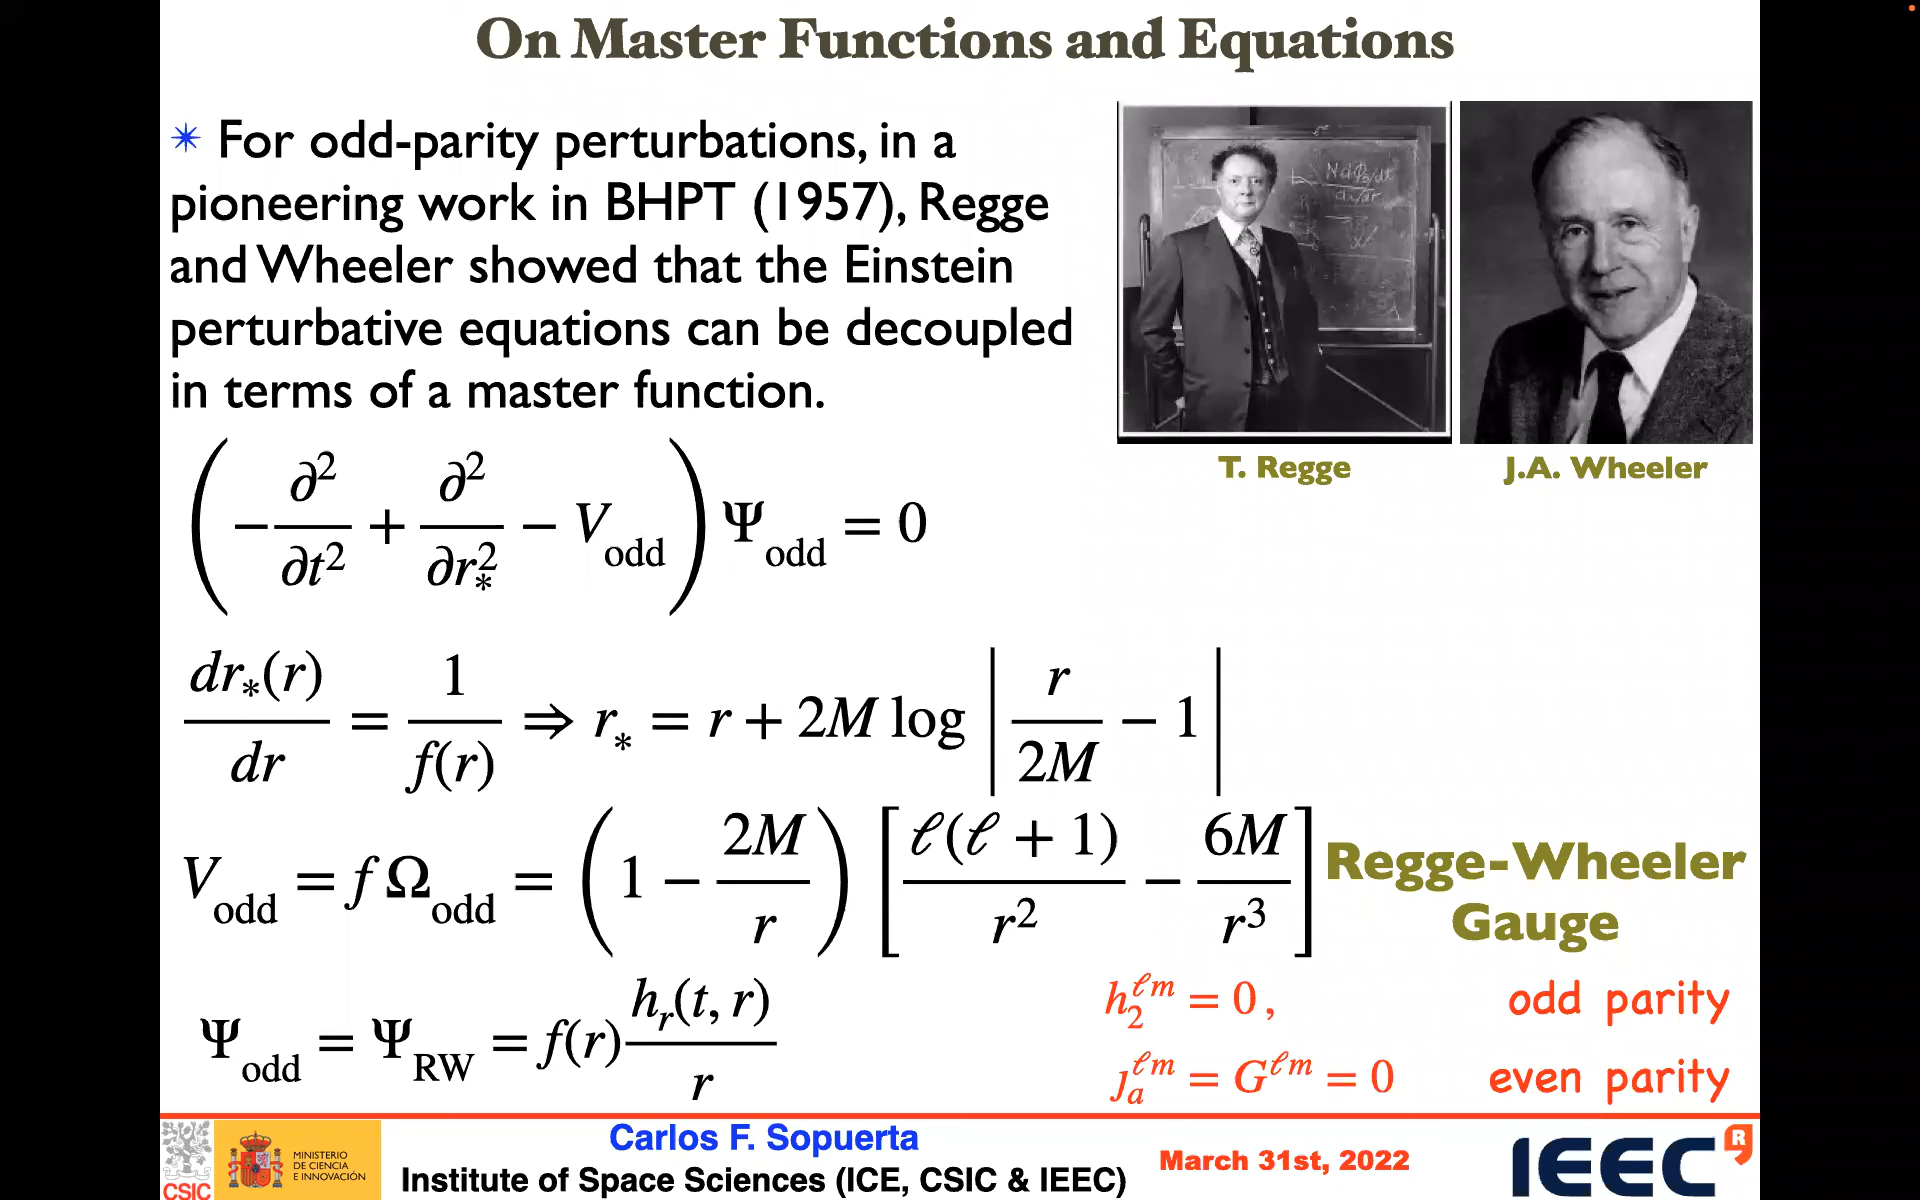 On Master Functions and Equations
✴ For odd-parity perturbations, in a
pioneering work in BHPT (1957), Regge
and Wheeler showed that the Einstein
perturbative equations can be decoupled
in terms of a master function.
T. Regge
J.A. Wheeler
(−∂²/∂t² + ∂²/∂r²_* − V_odd) Ψ_odd = 0
dr_*(r)/dr = 1/f(r) ⇒ r_* = r + 2M log |r/2M − 1|
V_odd = f Ω_odd = (1 − 2M/r) [ℓ(ℓ + 1)/r² − 6M/r³]
Regge-Wheeler
Gauge
Ψ_odd = Ψ_RW = f(r) h_r(t, r)/r
h_2^{ℓm} = 0 , odd parity
J_a^{ℓm} = G^{ℓm} = 0 even parity
CSIC
MINISTERIO
DE CIENCIA
E INNOVACIÓN
Carlos F. Sopuerta
Institute of Space Sciences (ICE, CSIC & IEEC)
March 31st, 2022
IEEC R